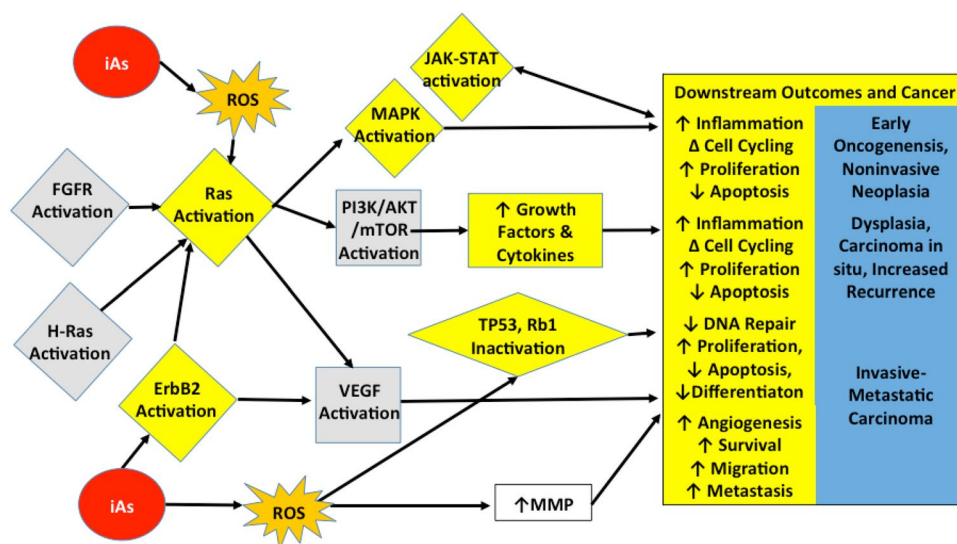 iAs
ROS
JAK-STAT
activation
MAPK
Activation
FGFR
Activation
Ras
Activation
PI3K/AKT
/mTOR
Activation
↑ Growth
Factors &
Cytokines
H-Ras
Activation
ErbB2
Activation
VEGF
Activation
TP53, Rb1
Inactivation
iAs
ROS
↑MMP
Downstream Outcomes and Cancer
↑ Inflammation
Δ Cell Cycling
↑ Proliferation
↓ Apoptosis
Early
Oncogenensis,
Noninvasive
Neoplasia
↑ Inflammation
Δ Cell Cycling
↑ Proliferation
↓ Apoptosis
Dysplasia,
Carcinoma in
situ, Increased
Recurrence
↓ DNA Repair
↑ Proliferation,
↓ Apoptosis,
↓Differentiaton
↑ Angiogenesis
↑ Survival
↑ Migration
↑ Metastasis
Invasive-
Metastatic
Carcinoma